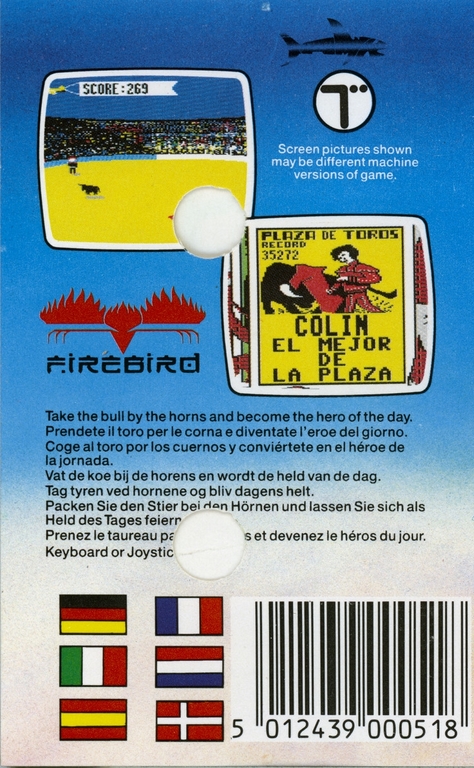 SCORE:269
Screen pictures shown
may be different machine
versions of game.
PLAZA DE TOROS
RECORD
35272
COLIN
EL MEJOR
DE
LA PLAZA
FIREBIRD
Take the bull by the horns and become the hero of the day.
Prendete il toro per le corna e diventate l'eroe del giorno.
Coge al toro por los cuernos y conviértete en el héroe de
la jornada.
Vat de koe bij de horens en wordt de held van de dag.
Tag tyren ved hornene og bliv dagens helt.
Packen Sie den Stier bei den Hörnen und lassen Sie sich als
Held des Tages feiern
Prenez le taureau et devenez le héros du jour.
Keyboard or
5 012439 000518